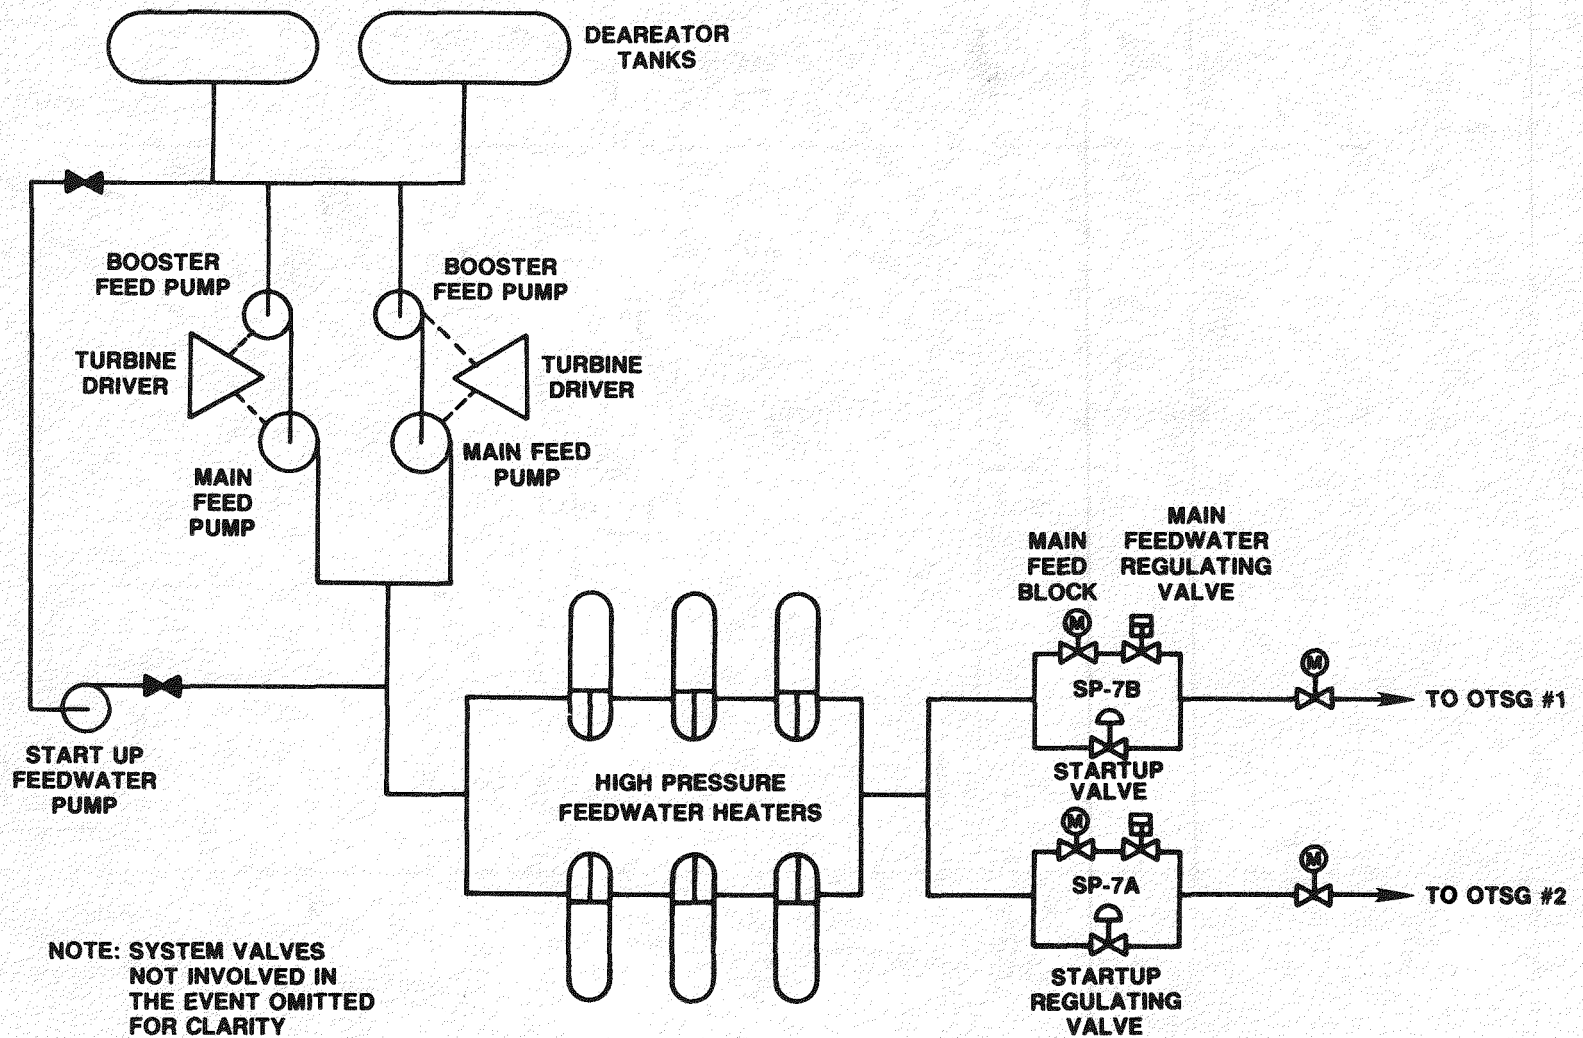 DEAREATOR
TANKS
BOOSTER
FEED PUMP
BOOSTER
FEED PUMP
TURBINE
DRIVER
TURBINE
DRIVER
MAIN
FEED
PUMP
MAIN FEED
PUMP
START UP
FEEDWATER
PUMP
HIGH PRESSURE
FEEDWATER HEATERS
MAIN
FEED
BLOCK
MAIN
FEEDWATER
REGULATING
VALVE
M
SP-7B
STARTUP
VALVE
M
TO OTSG #1
M
SP-7A
STARTUP
REGULATING
VALVE
M
TO OTSG #2
NOTE: SYSTEM VALVES
NOT INVOLVED IN
THE EVENT OMITTED
FOR CLARITY